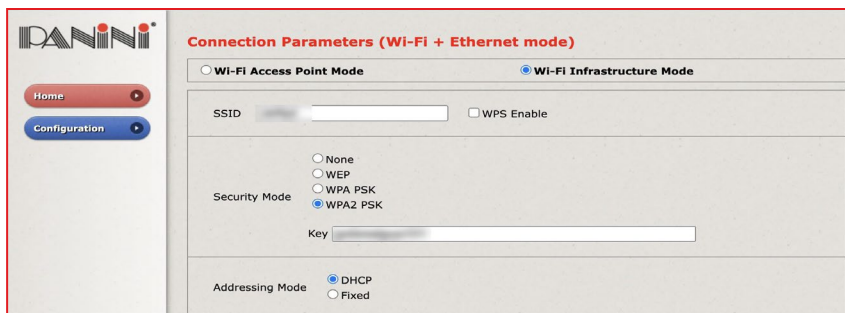 PANiNi
Connection Parameters (Wi-Fi + Ethernet mode)
Wi-Fi Access Point Mode Wi-Fi Infrastructure Mode
Home
Configuration
SSID WPS Enable
None
WEP
WPA PSK
Security Mode
WPA2 PSK
Key
DHCP
Addressing Mode
Fixed